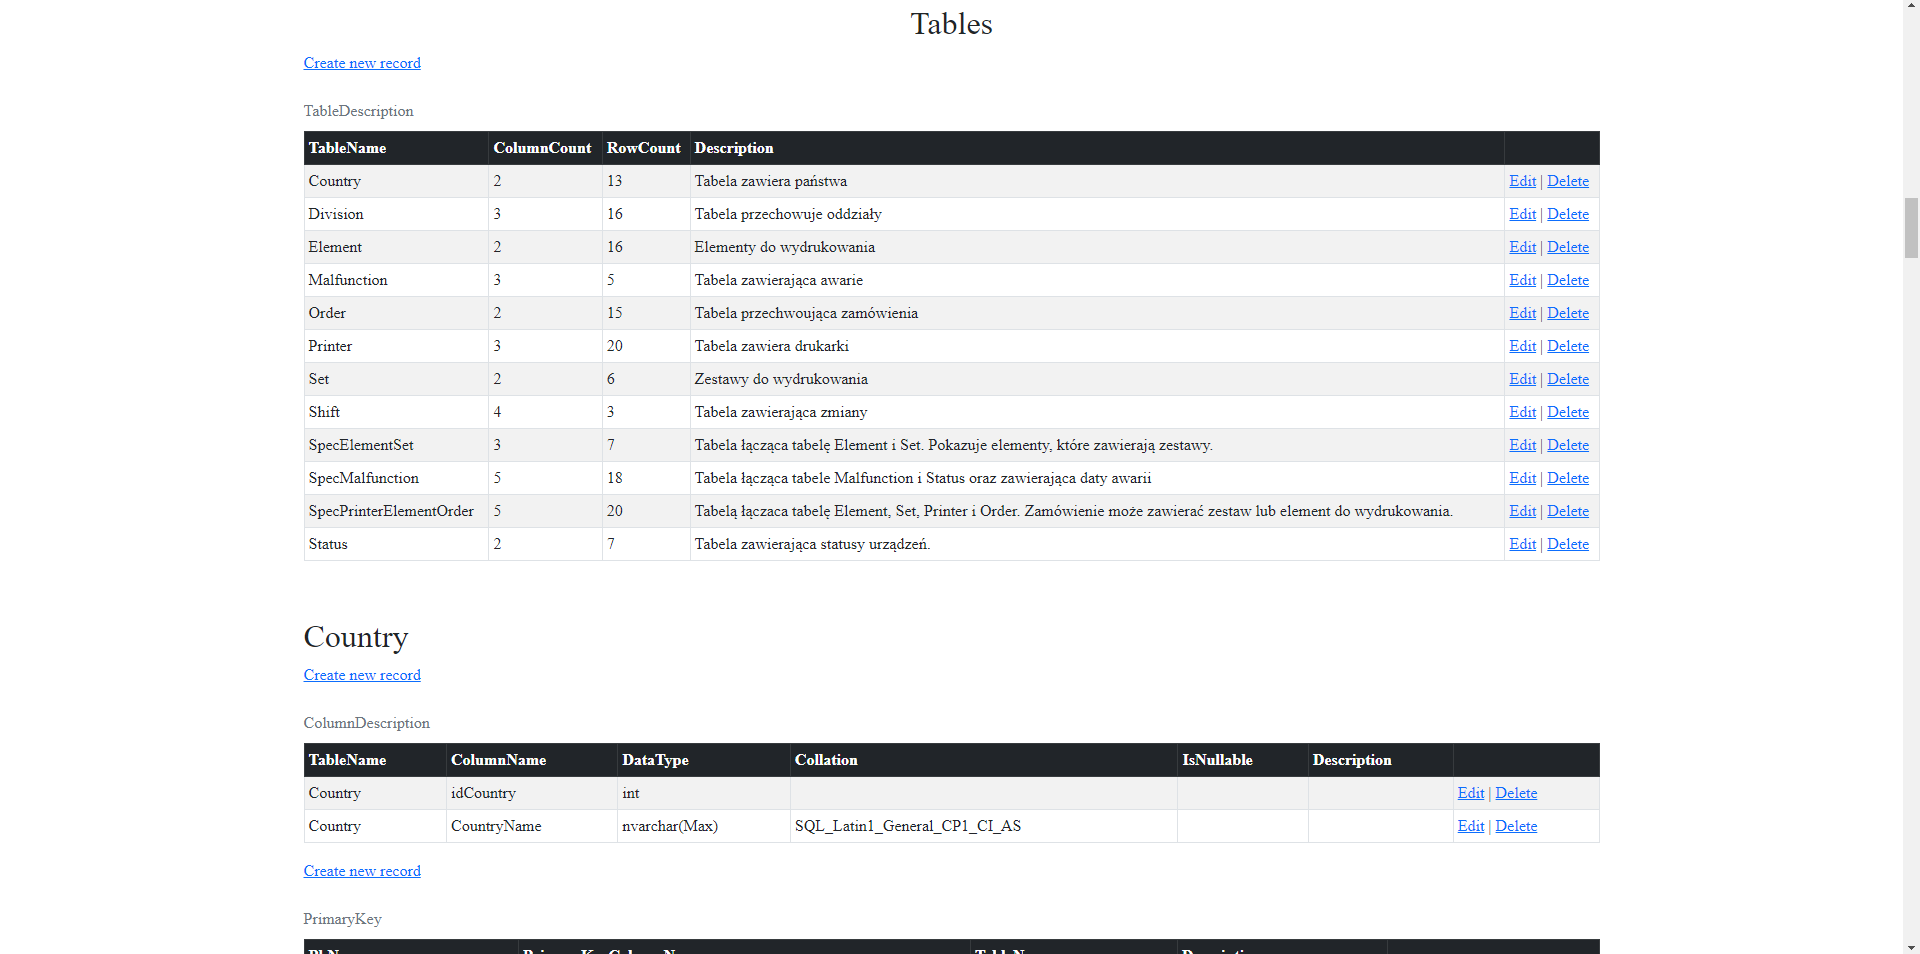 Tables
Create new record
TableDescription
TableName ColumnCount RowCount Description
Country 2 13 Tabela zawiera państwa Edit | Delete
Division 3 16 Tabela przechowuje oddziały Edit | Delete
Element 2 16 Elementy do wydrukowania Edit | Delete
Malfunction 3 5 Tabela zawierająca awarie Edit | Delete
Order 2 15 Tabela przechwoująca zamówienia Edit | Delete
Printer 3 20 Tabela zawiera drukarki Edit | Delete
Set 2 6 Zestawy do wydrukowania Edit | Delete
Shift 4 3 Tabela zawierająca zmiany Edit | Delete
SpecElementSet 3 7 Tabela łącząca tabelę Element i Set. Pokazuje elementy, które zawierają zestawy. Edit | Delete
SpecMalfunction 5 18 Tabela łącząca tabele Malfunction i Status oraz zawierająca daty awarii Edit | Delete
SpecPrinterElementOrder 5 20 Tabelą łączaca tabelę Element, Set, Printer i Order. Zamówienie może zawierać zestaw lub element do wydrukowania. Edit | Delete
Status 2 7 Tabela zawierająca statusy urządzeń. Edit | Delete
Country
Create new record
ColumnDescription
TableName ColumnName DataType Collation IsNullable Description
Country idCountry int Edit | Delete
Country CountryName nvarchar(Max) SQL_Latin1_General_CP1_CI_AS Edit | Delete
Create new record
PrimaryKey